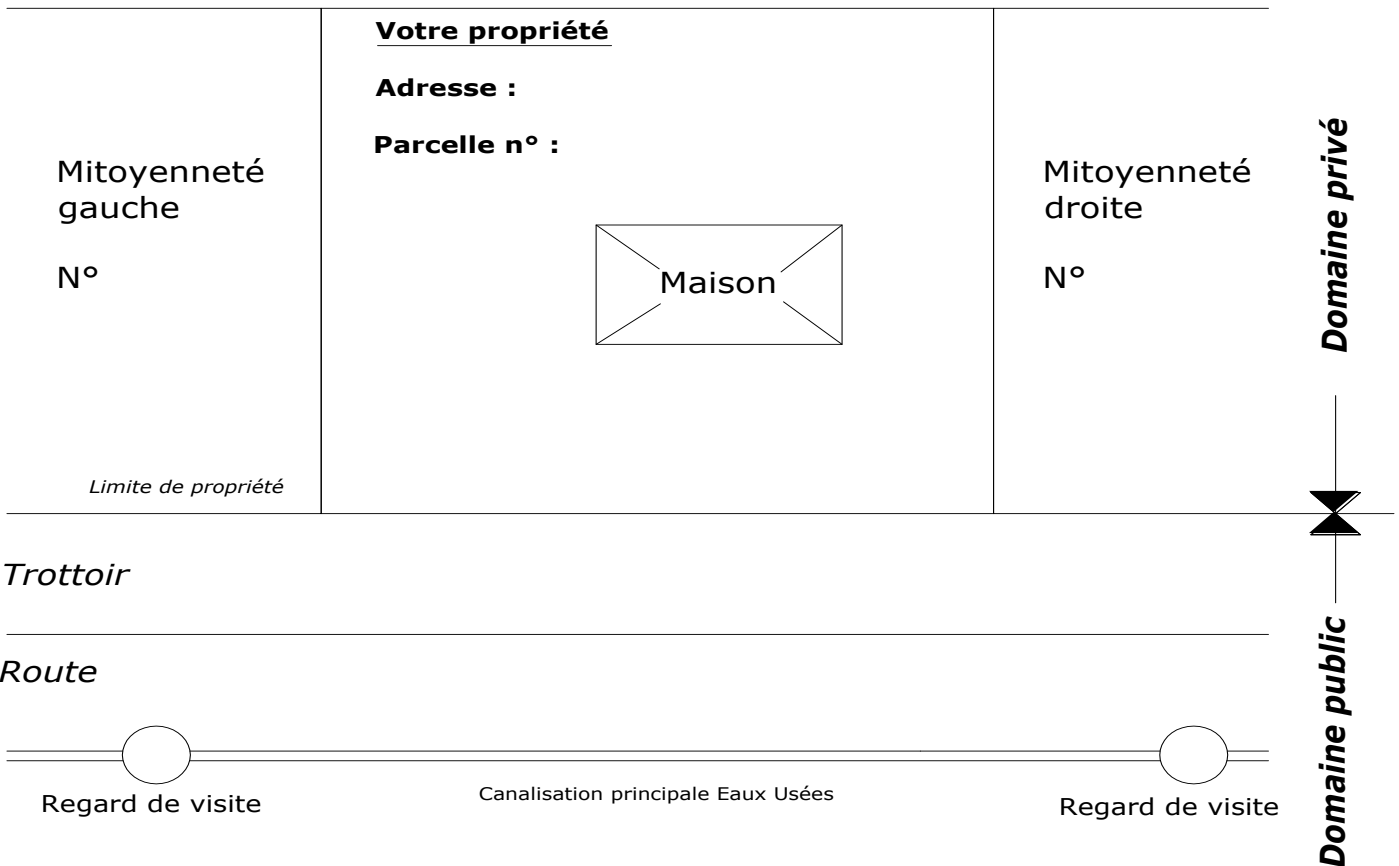 Votre propriété
Adresse :
Parcelle n° :
Mitoyenneté
gauche
N°
Maison
Mitoyenneté
droite
N°
Domaine privé
Limite de propriété
Trottoir
Route
Domaine public
Regard de visite
Canalisation principale Eaux Usées
Regard de visite